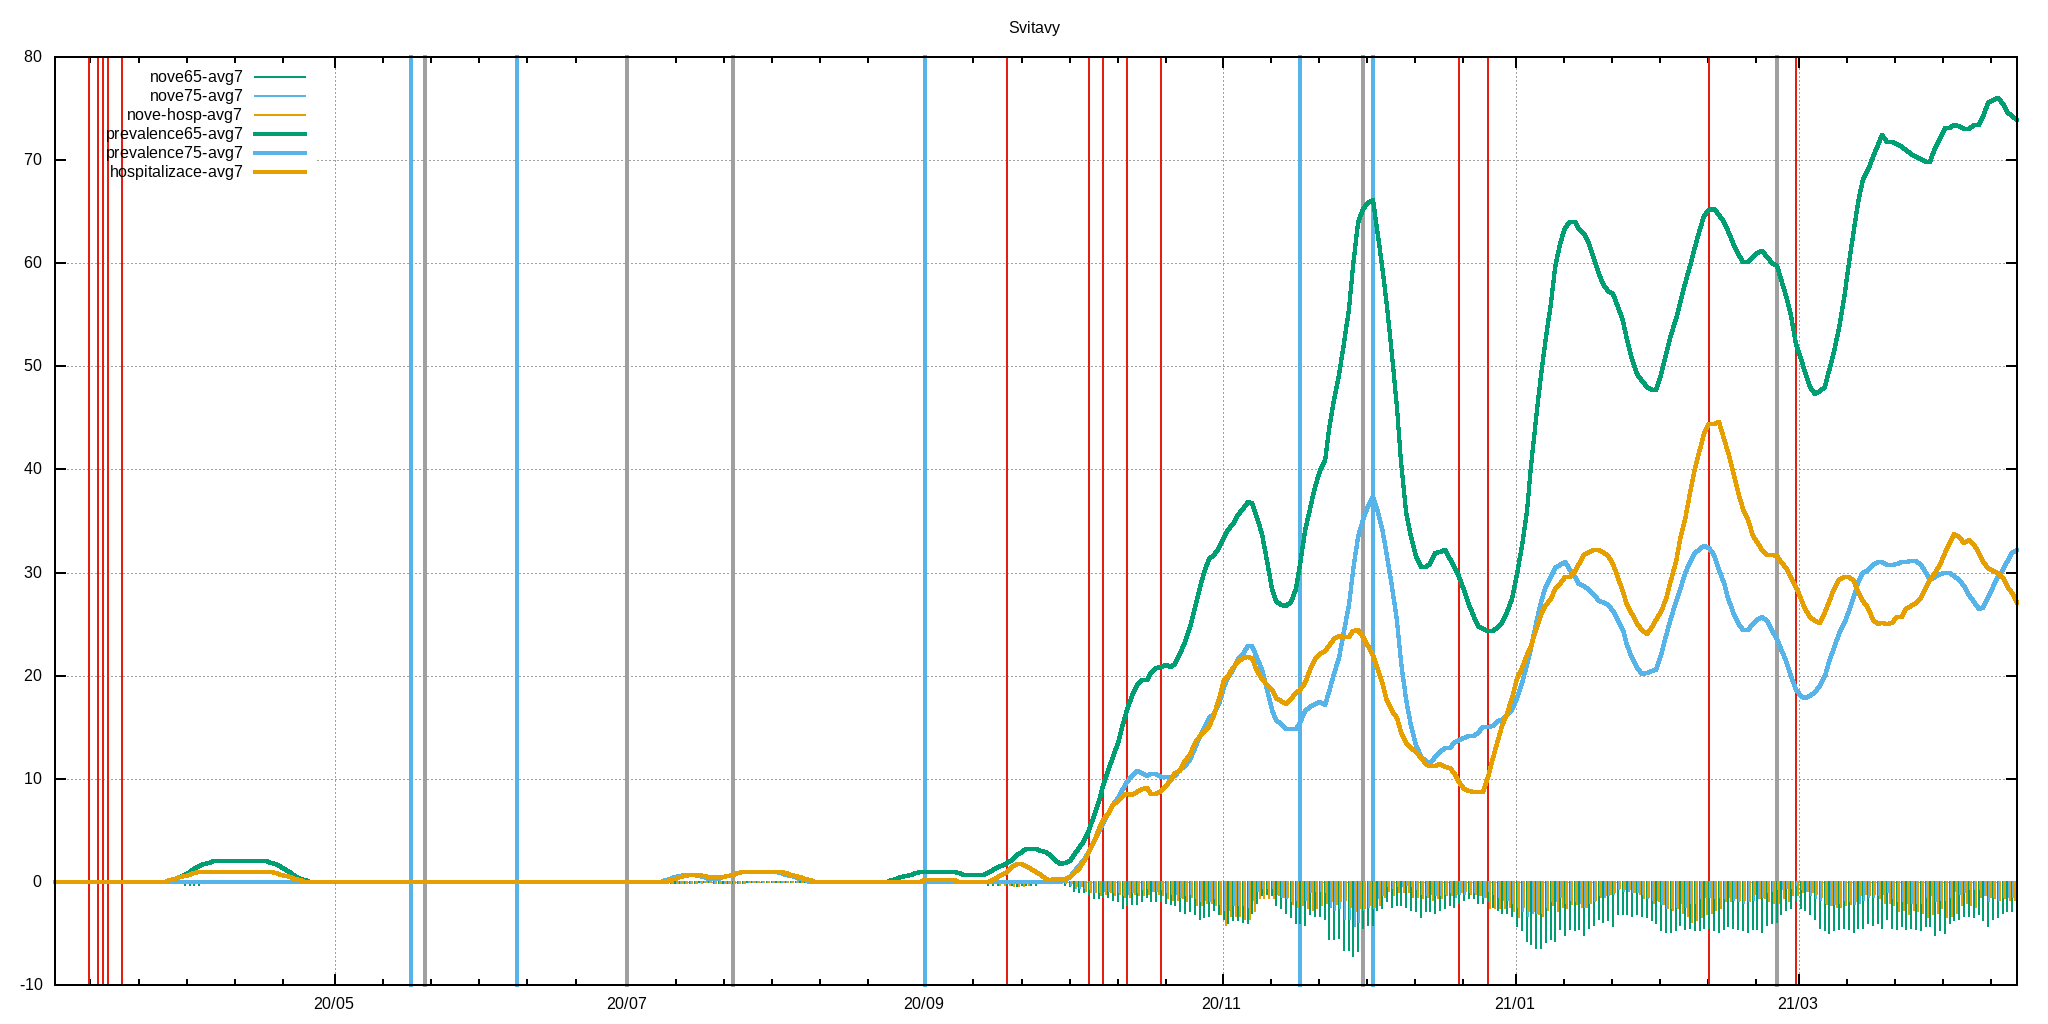 Svitavy
80
70
60
50
40
30
20
10
0
-10
nove65-avg7
nove75-avg7
nove-hosp-avg7
prevalence65-avg7
prevalence75-avg7
hospitalizace-avg7
20/05 20/07 20/09 20/11 21/01 21/03